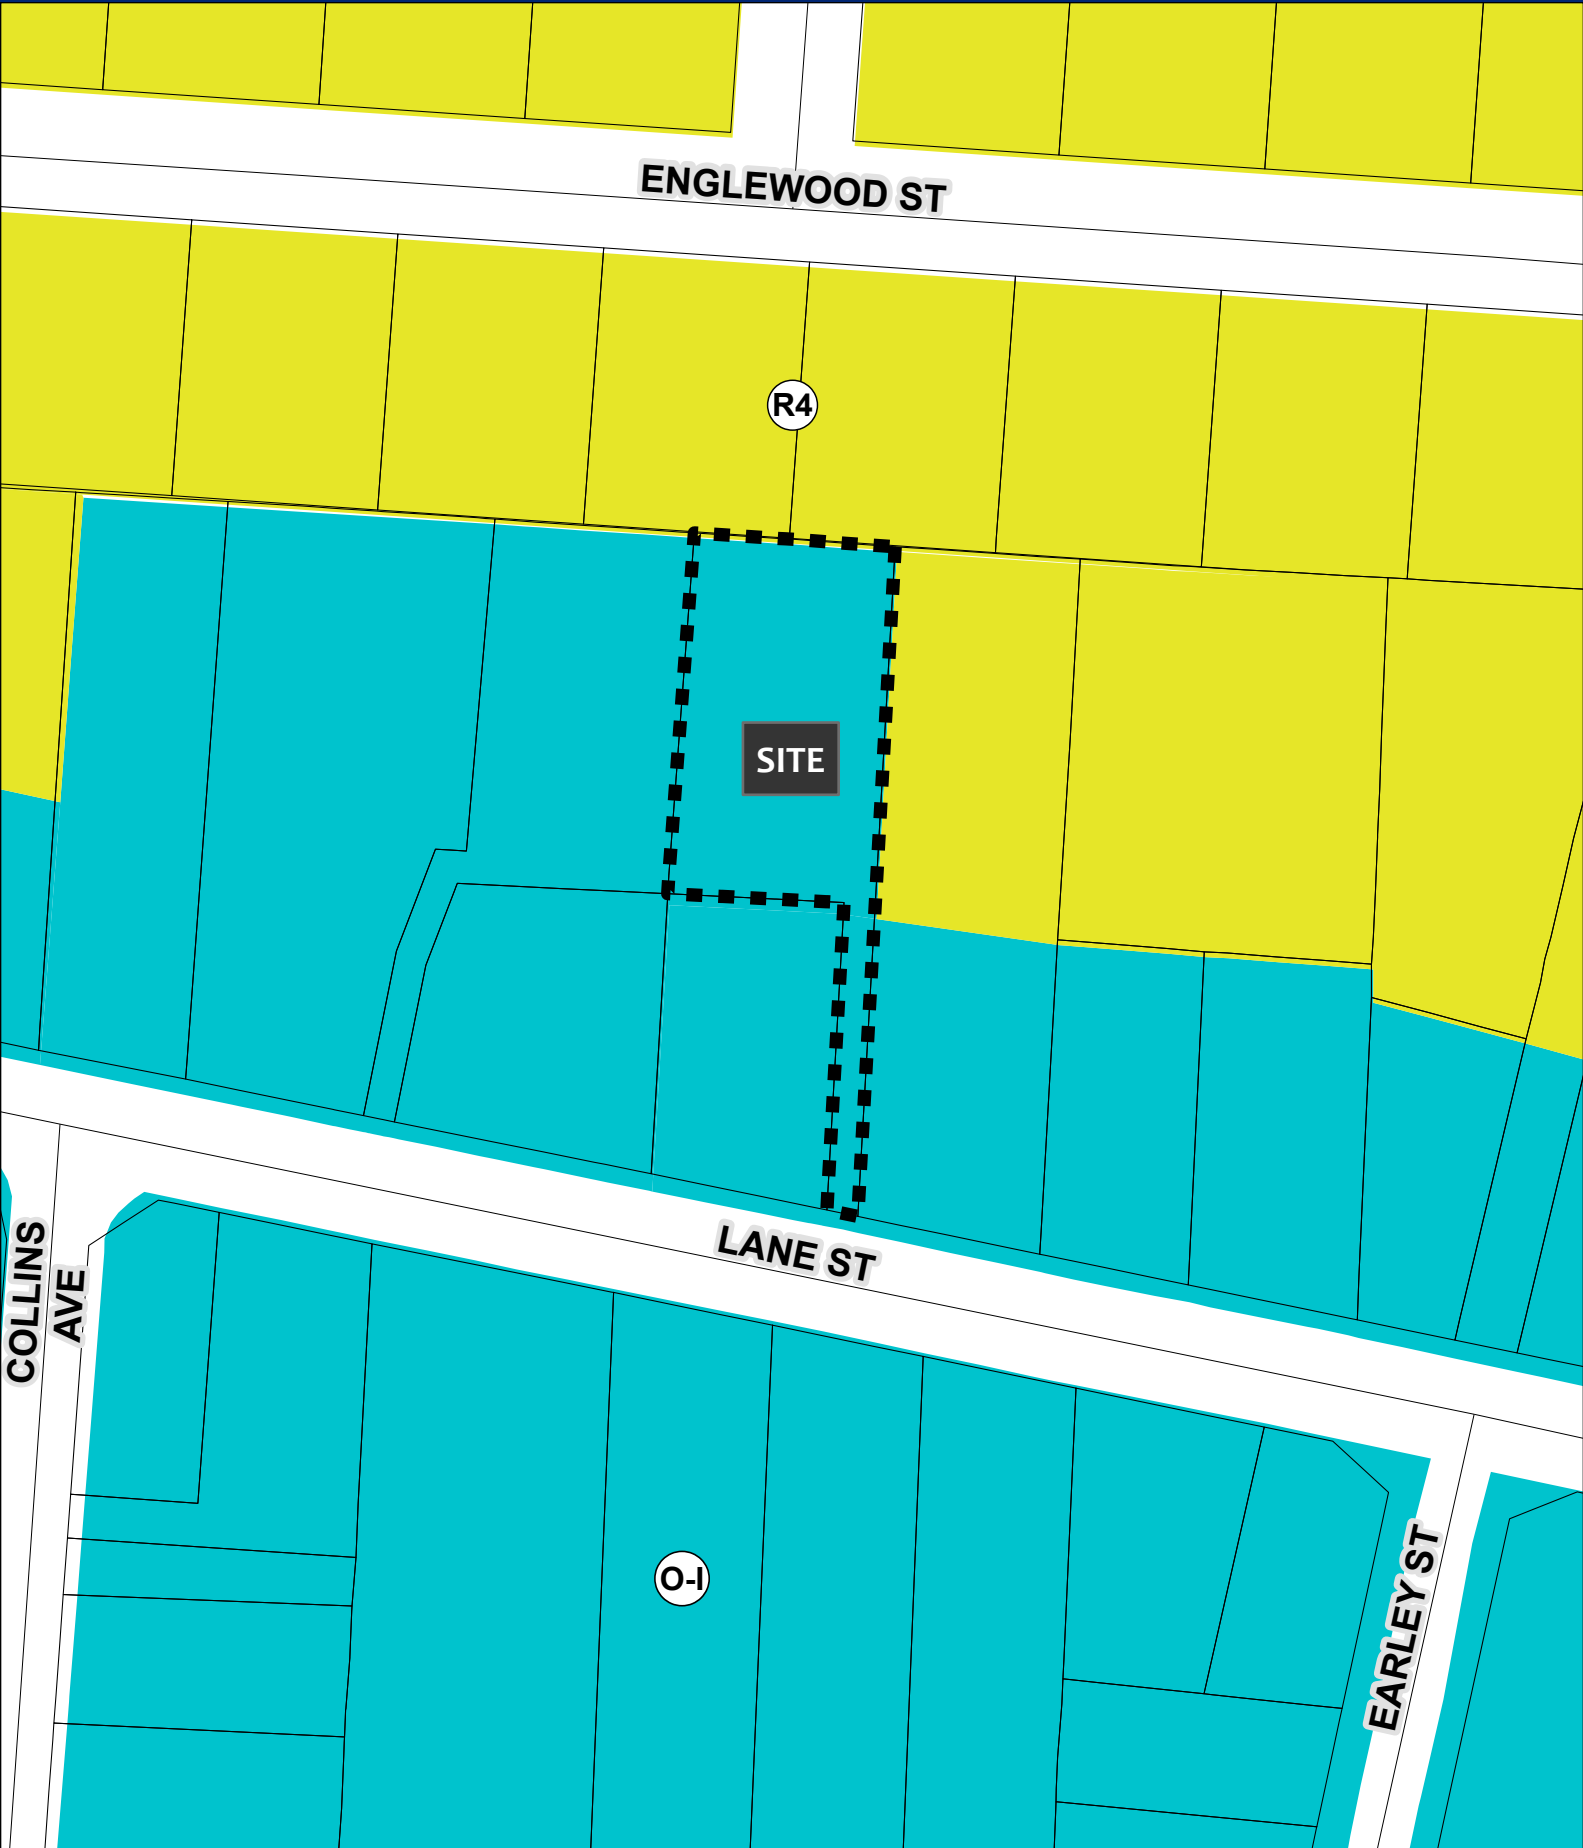 ENGLEWOOD ST
R4
SITE
LANE ST
COLLINS
AVE
EARLEY ST
O-I